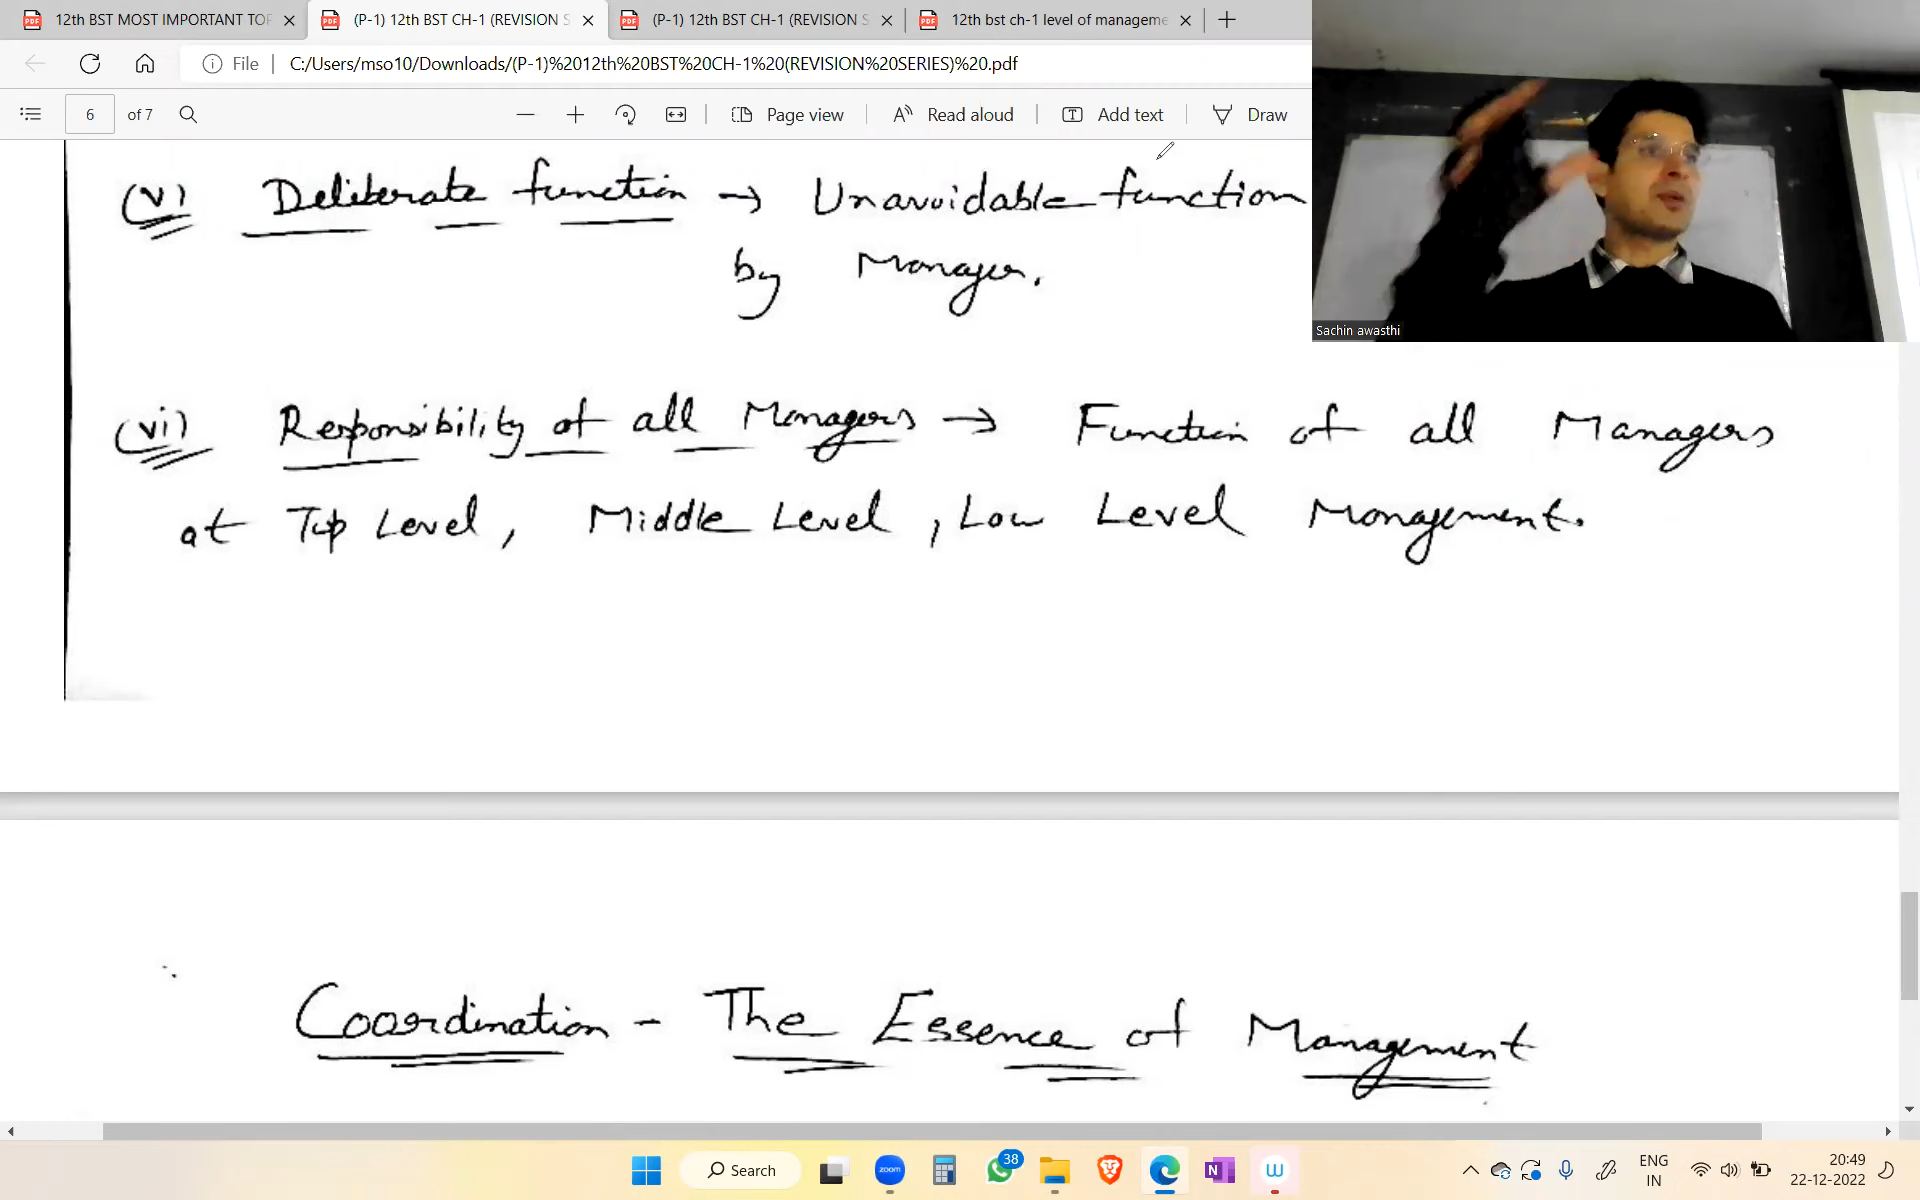 12th BST MOST IMPORTANT TOP
(P-1) 12th BST CH-1 (REVISION S
(P-1) 12th BST CH-1 (REVISION S
12th bst ch-1 level of manageme
File
C:/Users/mso10/Downloads/(P-1)%2012th%20BST%20CH-1%20(REVISION%20SERIES)%20.pdf
6 of 7
Page view
Read aloud
Add text
Draw
(v) Deliberate function → Unavoidable function
by Manager.
Sachin awasthi
(vi) Responsibility of all Managers → Function of all Managers
at Top Level, Middle Level, Low Level Management.
Coordination - The Essence of Management
Search
zoom
38
N
W
ENG
IN
20:49
22-12-2022